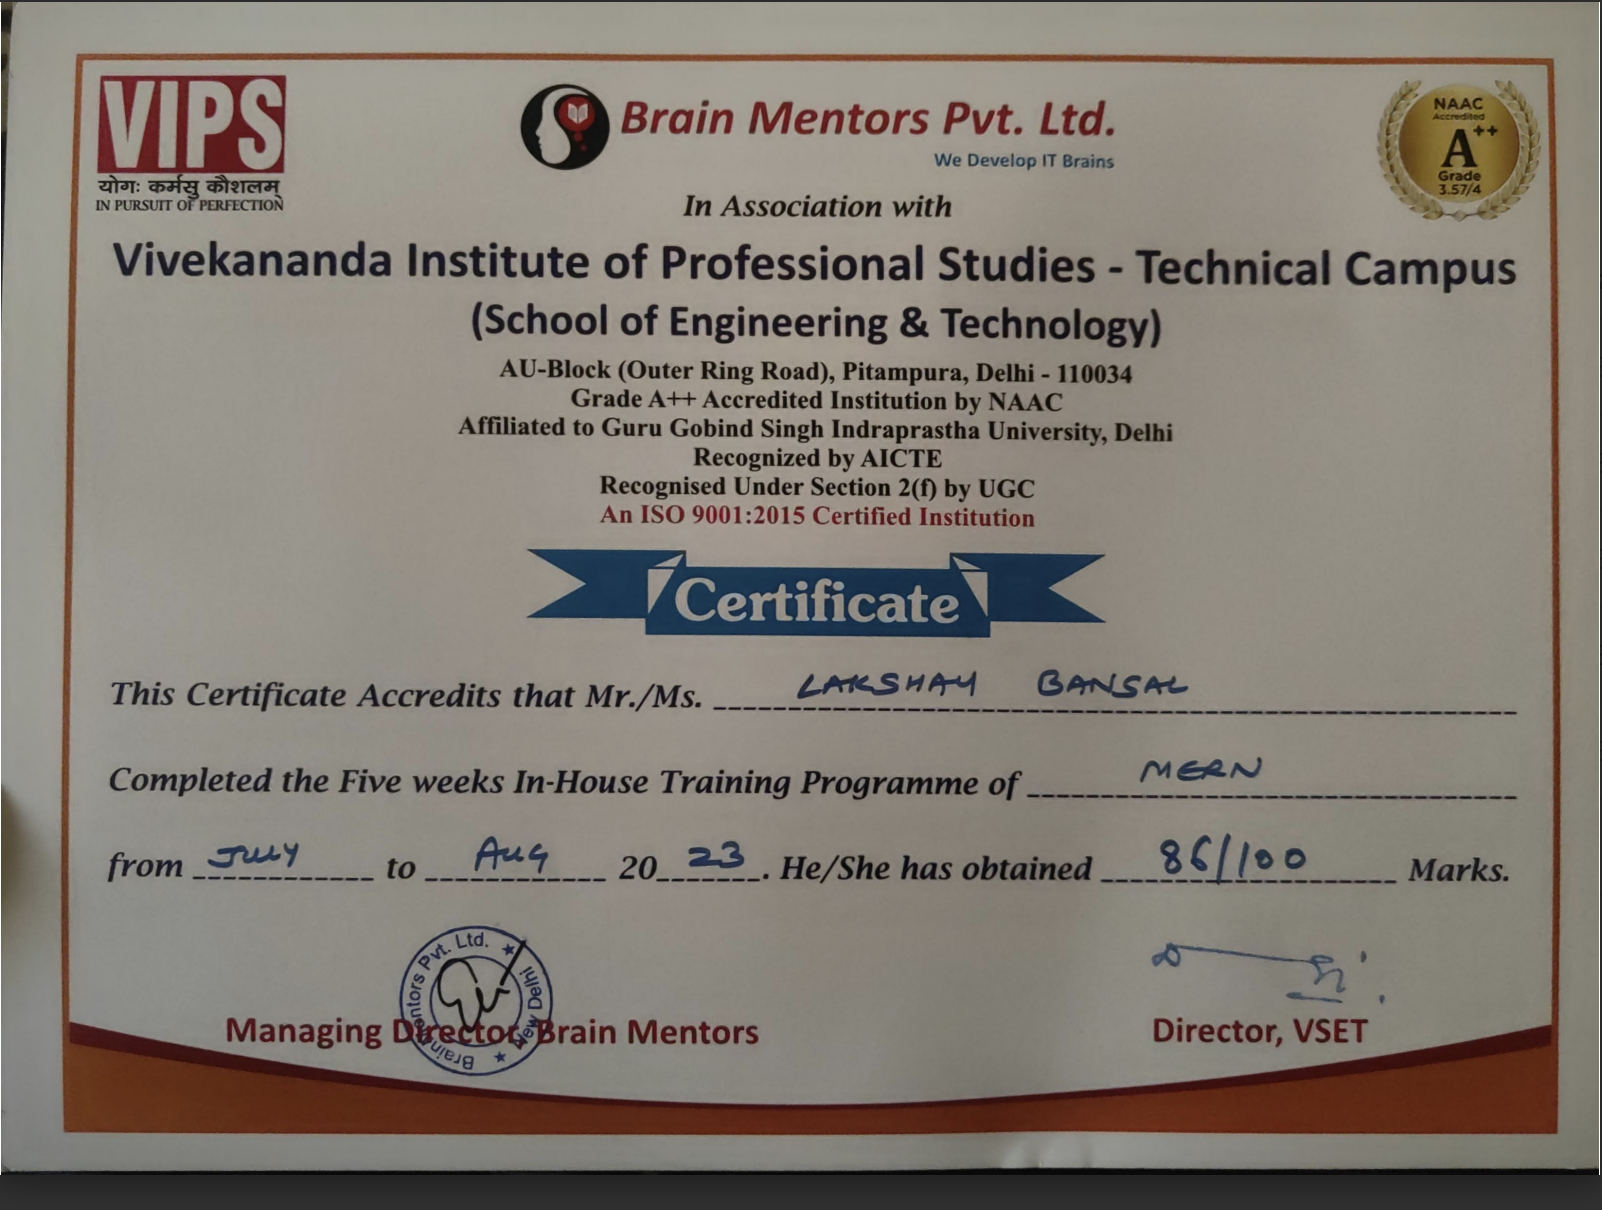 VIPS
योगः कर्मसु कौशलम्
IN PURSUIT OF PERFECTION
Brain Mentors Pvt. Ltd.
We Develop IT Brains
NAAC
Accredited
A++
Grade
3.57/4
In Association with
Vivekananda Institute of Professional Studies - Technical Campus
(School of Engineering & Technology)
AU-Block (Outer Ring Road), Pitampura, Delhi - 110034
Grade A++ Accredited Institution by NAAC
Affiliated to Guru Gobind Singh Indraprastha University, Delhi
Recognized by AICTE
Recognised Under Section 2(f) by UGC
An ISO 9001:2015 Certified Institution
Certificate
This Certificate Accredits that Mr./Ms. LAKSHAY BANSAL
Completed the Five weeks In-House Training Programme of MERN
from JULY to AUG 2023. He/She has obtained 86/100 Marks.
Brain Mentors Pvt. Ltd. ★ New Delhi ★
Managing Director, Brain Mentors
Director, VSET